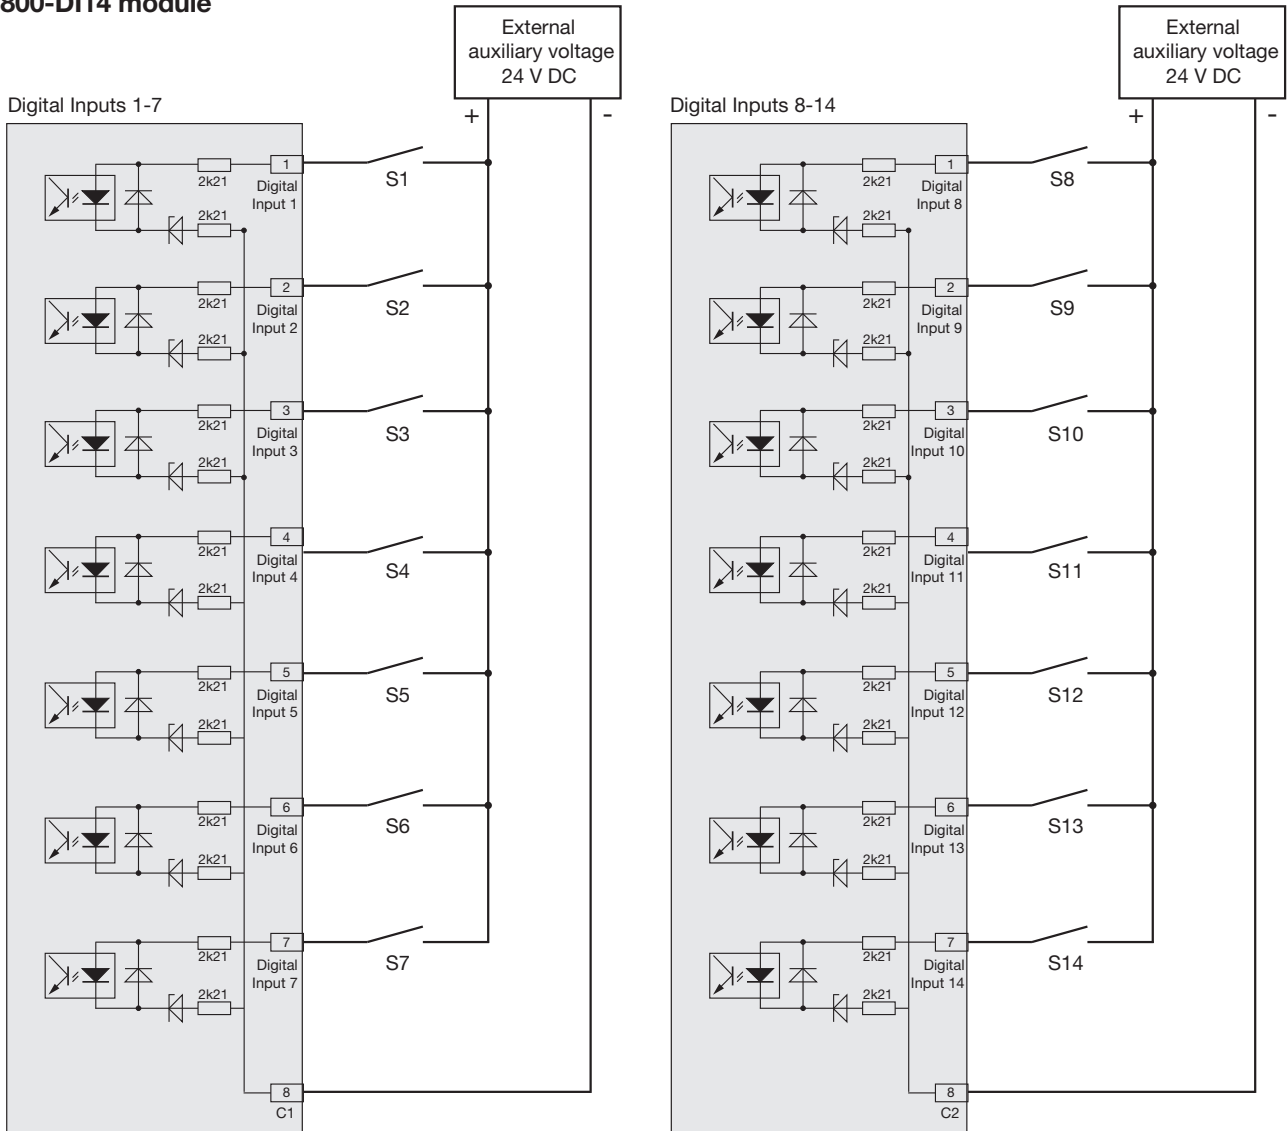 800-DI14 module
External
auxiliary voltage
24 V DC
+
-
Digital Inputs 1-7
1
2k21
Digital
Input 1
2k21
S1
2
2k21
Digital
Input 2
2k21
S2
3
2k21
Digital
Input 3
2k21
S3
4
2k21
Digital
Input 4
2k21
S4
5
2k21
Digital
Input 5
2k21
S5
6
2k21
Digital
Input 6
2k21
S6
7
2k21
Digital
Input 7
2k21
S7
8
C1
External
auxiliary voltage
24 V DC
+
-
Digital Inputs 8-14
1
2k21
Digital
Input 8
2k21
S8
2
2k21
Digital
Input 9
2k21
S9
3
2k21
Digital
Input 10
2k21
S10
4
2k21
Digital
Input 11
2k21
S11
5
2k21
Digital
Input 12
2k21
S12
6
2k21
Digital
Input 13
2k21
S13
7
2k21
Digital
Input 14
2k21
S14
8
C2